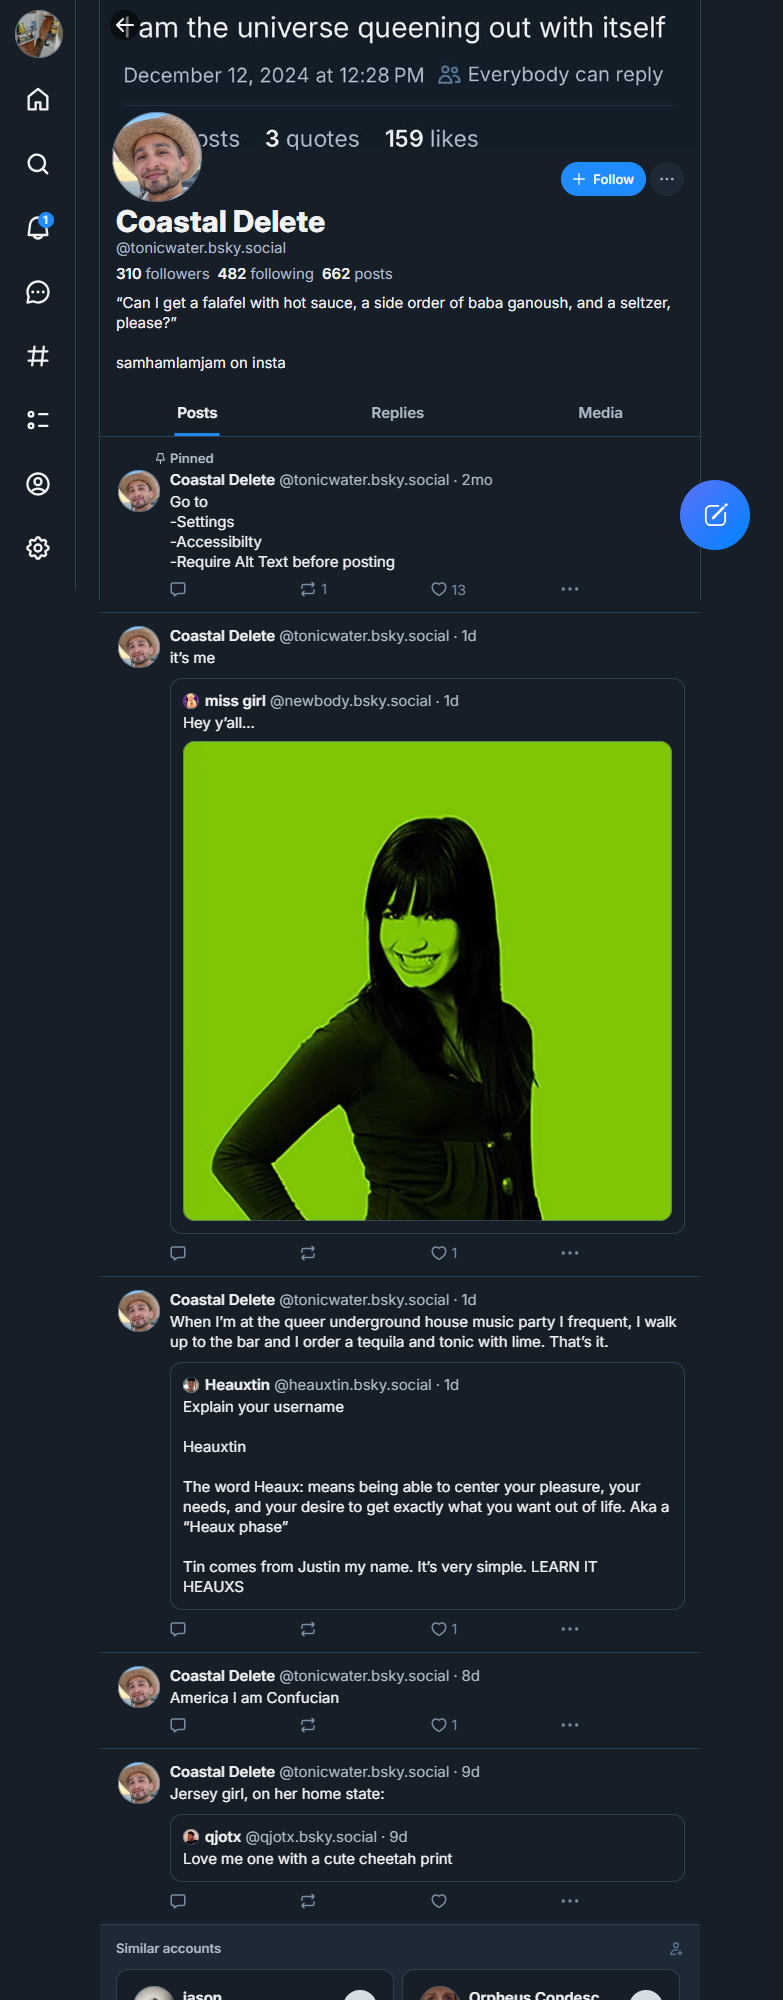 I am the universe queening out with itself
December 12, 2024 at 12:28 PM Everybody can reply
3 quotes 159 likes
+ Follow
Coastal Delete
@tonicwater.bsky.social
310 followers 482 following 662 posts
“Can I get a falafel with hot sauce, a side order of baba ganoush, and a seltzer,
please?”
samhamlamjam on insta
Posts Replies Media
Pinned
Coastal Delete @tonicwater.bsky.social · 2mo
Go to
-Settings
-Accessibilty
-Require Alt Text before posting
1 13
Coastal Delete @tonicwater.bsky.social · 1d
it’s me
miss girl @newbody.bsky.social · 1d
Hey y’all...
1
Coastal Delete @tonicwater.bsky.social · 1d
When I’m at the queer underground house music party I frequent, I walk
up to the bar and I order a tequila and tonic with lime. That’s it.
Heauxtin @heauxtin.bsky.social · 1d
Explain your username
Heauxtin
The word Heaux: means being able to center your pleasure, your
needs, and your desire to get exactly what you want out of life. Aka a
“Heaux phase”
Tin comes from Justin my name. It’s very simple. LEARN IT
HEAUXS
1
Coastal Delete @tonicwater.bsky.social · 8d
America I am Confucian
1
Coastal Delete @tonicwater.bsky.social · 9d
Jersey girl, on her home state:
qjotx @qjotx.bsky.social · 9d
Love me one with a cute cheetah print
Similar accounts
jason Orpheus Condesc
1